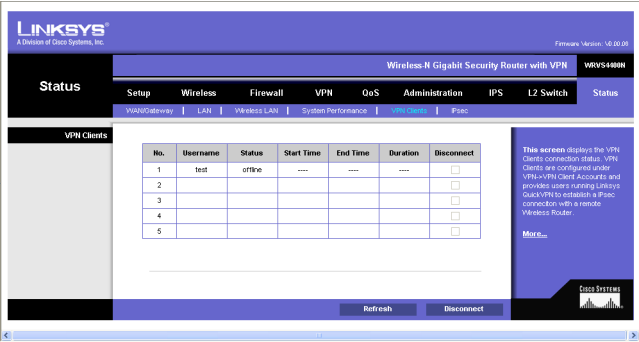 LINKSYS®
A Division of Cisco Systems, Inc.
Firmware Version: V0.00.06
Wireless-N Gigabit Security Router with VPN WRVS4400N
Status
Setup Wireless Firewall VPN QoS Administration IPS L2 Switch Status
WAN/Gateway | LAN | Wireless LAN | System Performance | VPN Clients | IPsec
VPN Clients
No. Username Status Start Time End Time Duration Disconnect
1 test offline ---- ---- ----
2
3
4
5
This screen displays the VPN
Clients connection status. VPN
Clients are configured under
VPN->VPN Client Accounts and
provides users running Linksys
QuickVPN to establish a IPsec
conneciton with a remote
Wireless Router.
More...
CISCO SYSTEMS
Refresh Disconnect